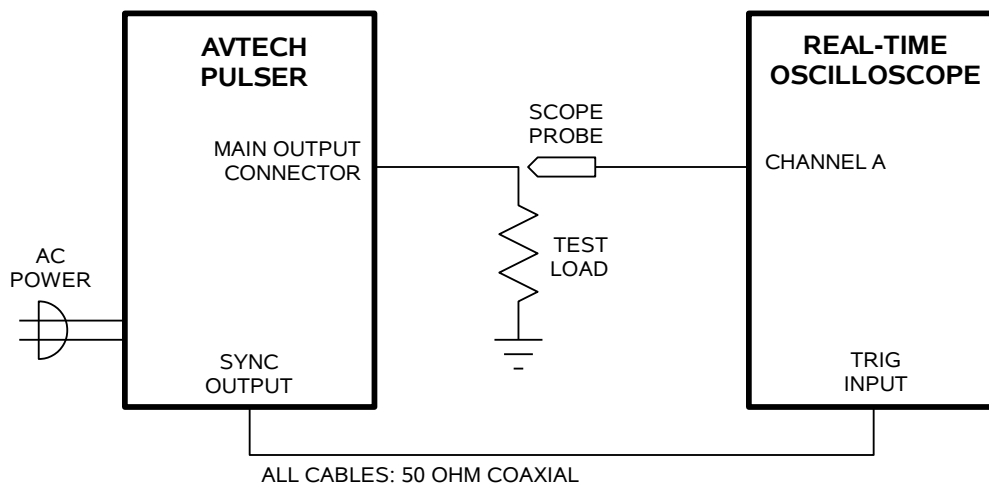 AVTECH
PULSER
MAIN OUTPUT
CONNECTOR
SYNC
OUTPUT
AC
POWER
SCOPE
PROBE
TEST
LOAD
REAL-TIME
OSCILLOSCOPE
CHANNEL A
TRIG
INPUT
ALL CABLES: 50 OHM COAXIAL